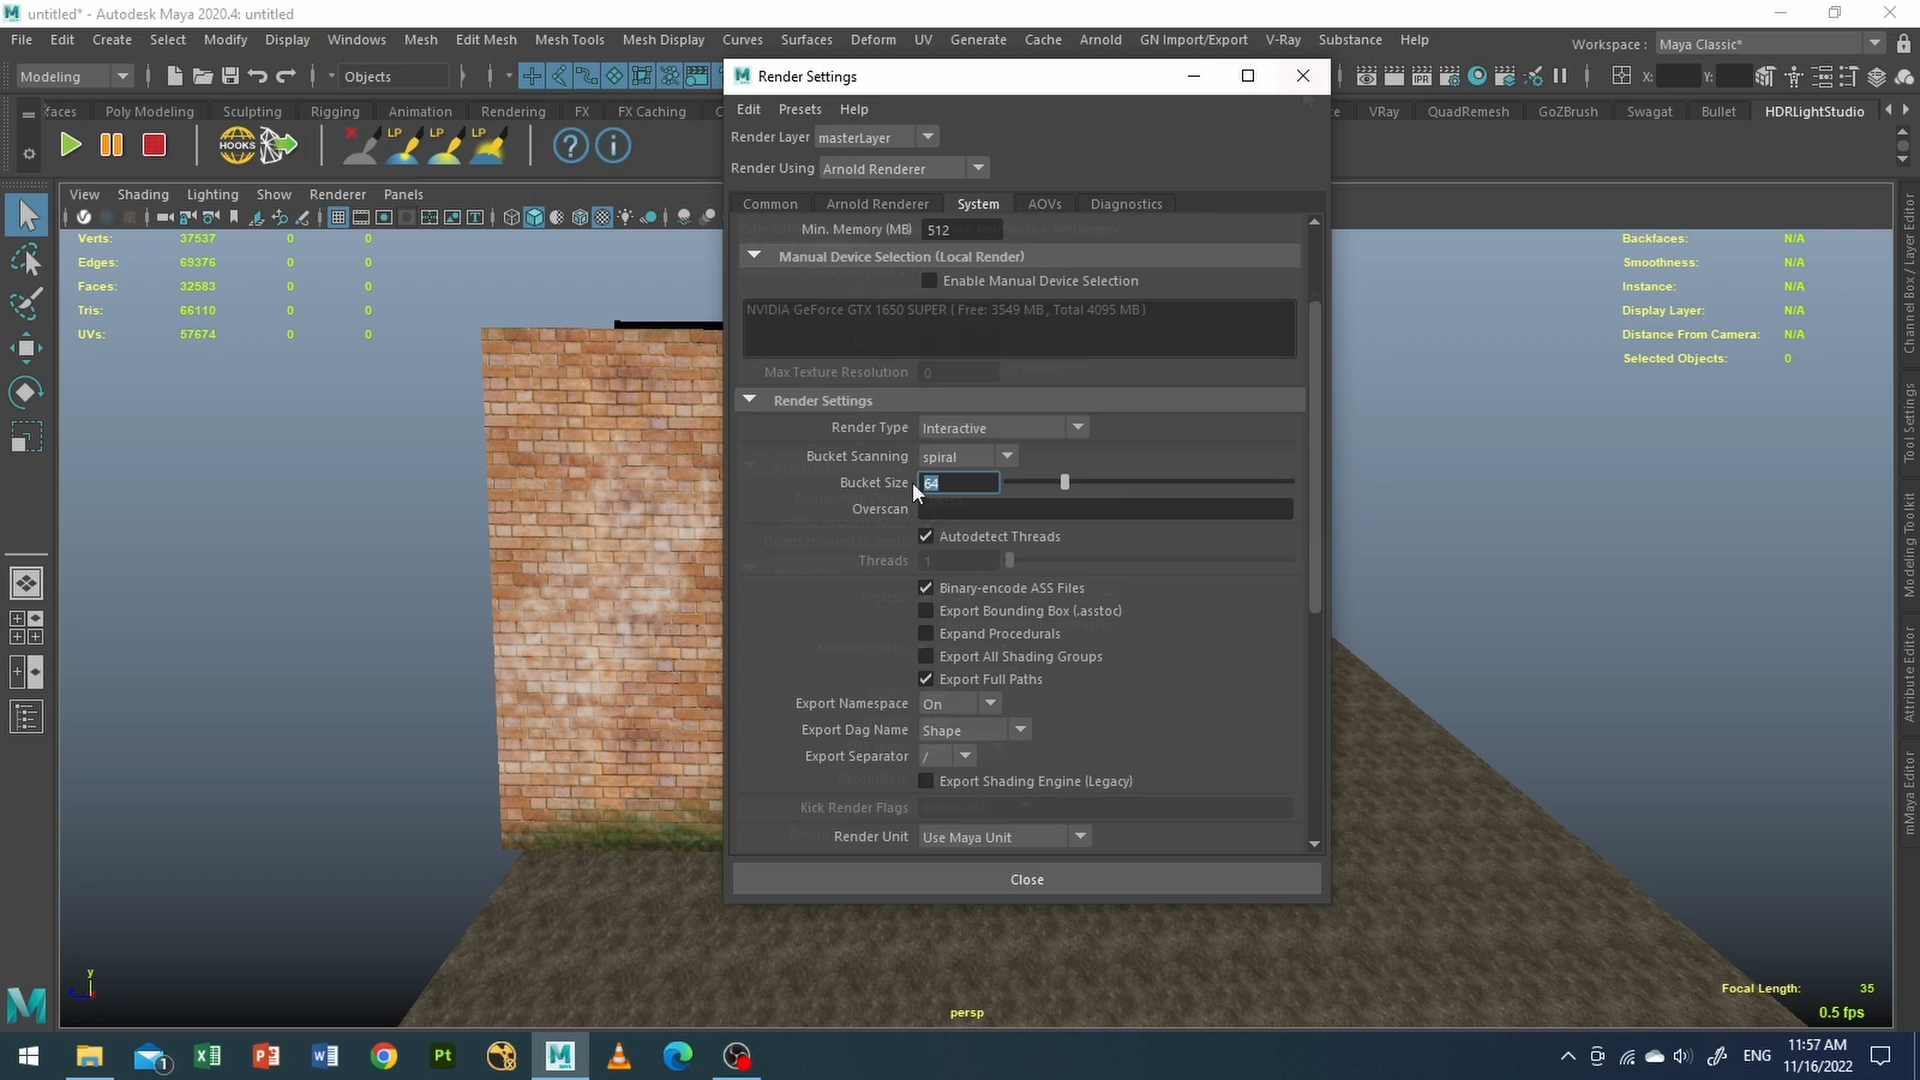 untitled* - Autodesk Maya 2020.4: untitled
File Edit Create Select Modify Display Windows Mesh Edit Mesh Mesh Tools Mesh Display Curves Surfaces Deform UV Generate Cache Arnold GN Import/Export V-Ray Substance Help
Workspace : Maya Classic*
Modeling Objects
X: Y:
Render Settings
Poly Modeling Sculpting Rigging Animation Rendering FX FX Caching
VRay QuadRemesh GoZBrush Swagat Bullet HDRLightStudio
Edit Presets Help
Render Layer masterLayer
HOOKS LP LP LP
Render Using Arnold Renderer
View Shading Lighting Show Renderer Panels
Common Arnold Renderer System AOVs Diagnostics
Min. Memory (MB) 512
Manual Device Selection (Local Render)
Enable Manual Device Selection
NVIDIA GeForce GTX 1650 SUPER ( Free: 3549 MB , Total 4095 MB )
Max Texture Resolution 0
Render Settings
Render Type Interactive
Bucket Scanning spiral
Bucket Size 64
Overscan
Autodetect Threads
Threads 1
Binary-encode ASS Files
Export Bounding Box (.asstoc)
Expand Procedurals
Export All Shading Groups
Export Full Paths
Export Namespace On
Export Dag Name Shape
Export Separator /
Export Shading Engine (Legacy)
Kick Render Flags
Render Unit Use Maya Unit
Close
Verts: 37537 0 0
Edges: 69376 0 0
Faces: 32583 0 0
Tris: 66110 0 0
UVs: 57674 0 0
Backfaces: N/A
Smoothness: N/A
Instance: N/A
Display Layer: N/A
Distance From Camera: N/A
Selected Objects: 0
Channel Box / Layer Editor
Tool Settings
Modeling Toolkit
Attribute Editor
mMaya Editor
y
Focal Length: 35
persp
0.5 fps
1
Pt
ENG
11:57 AM
11/16/2022